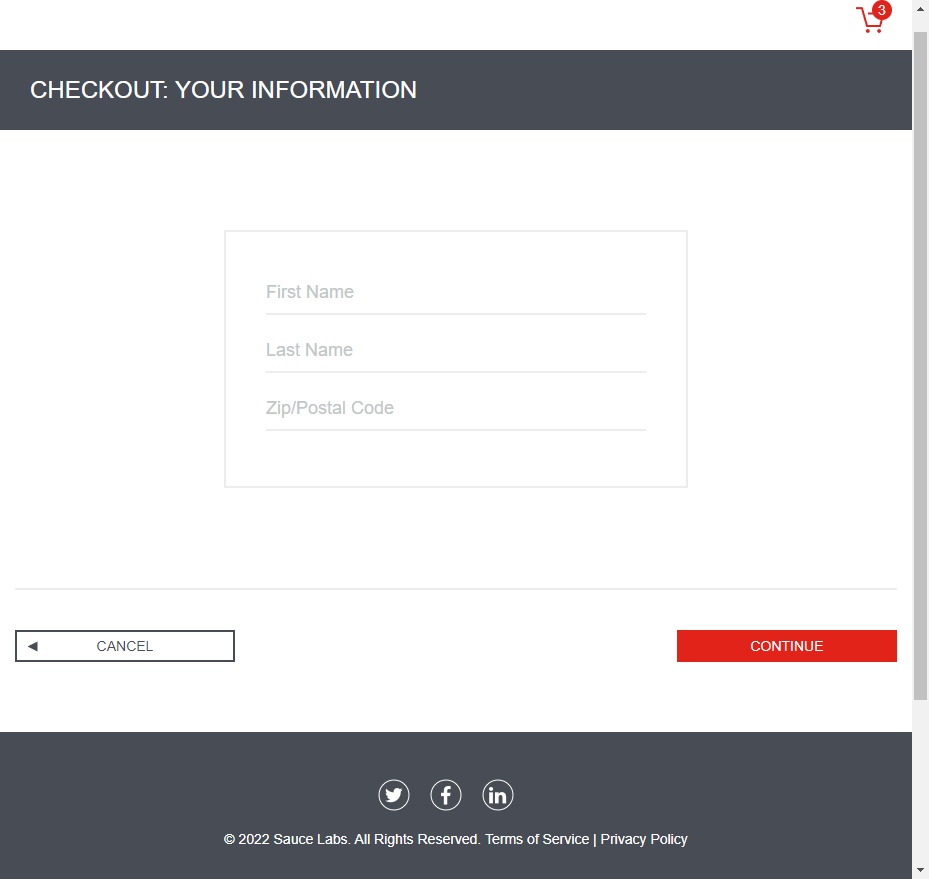 3
CHECKOUT: YOUR INFORMATION
First Name
Last Name
Zip/Postal Code
CANCEL
CONTINUE
© 2022 Sauce Labs. All Rights Reserved. Terms of Service | Privacy Policy